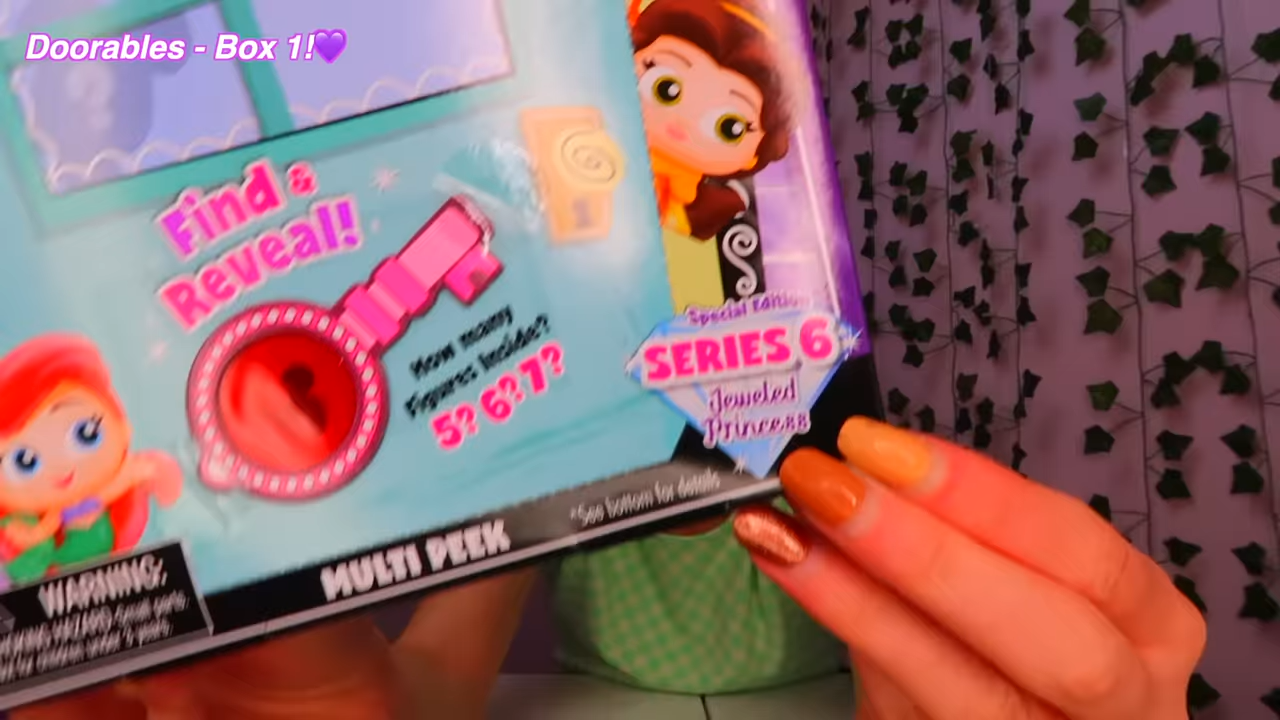 Doorables - Box 1!💜
Find &
Reveal!
How many
figures inside?
5? 6? 7?
Special Edition
SERIES 6
Jeweled
Princess
*See bottom for details
MULTI PEEK
WARNING:
1